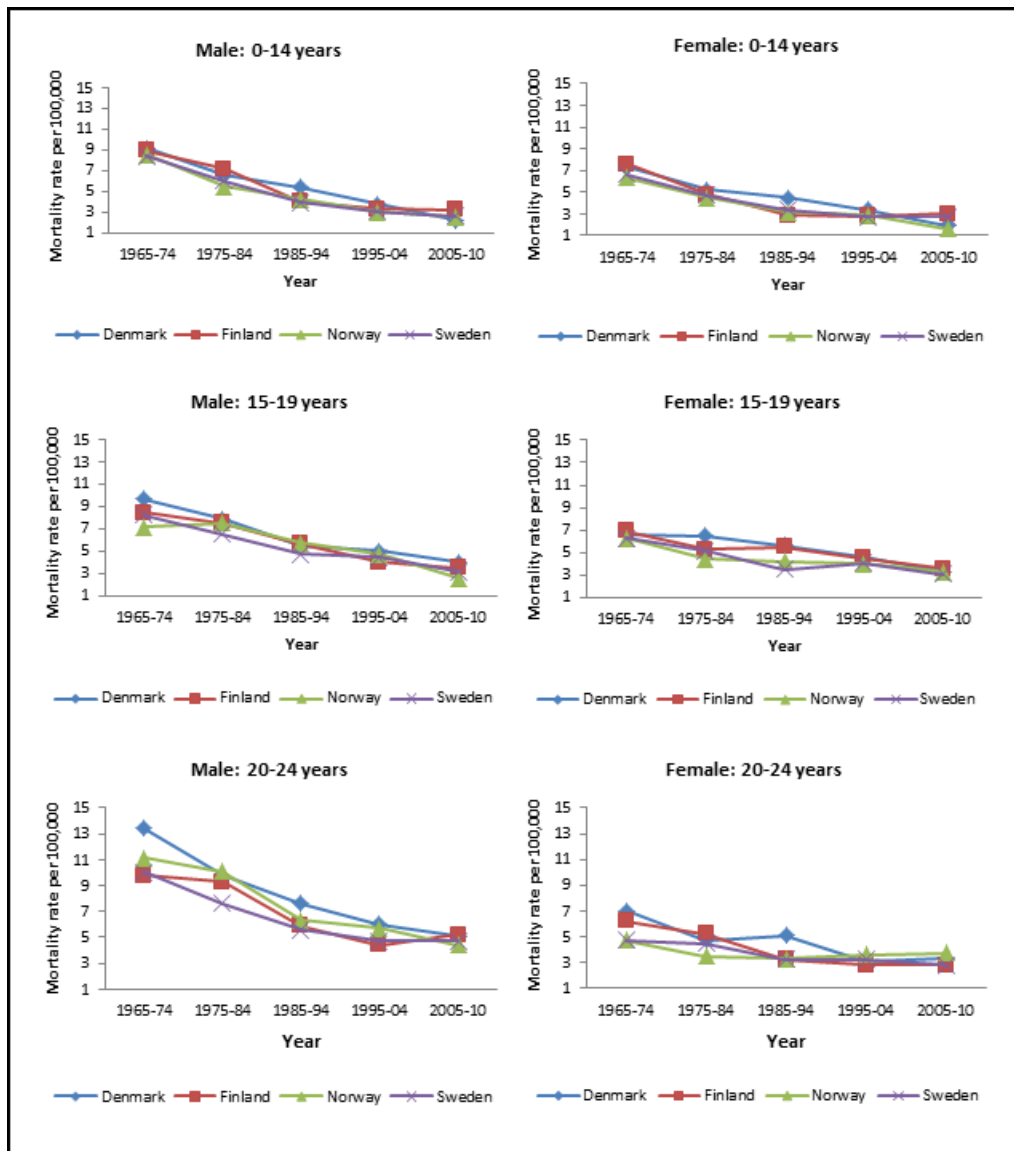 Male: 0-14 years
Mortality rate per 100,000
15
13
11
9
7
5
3
1
1965-74 1975-84 1985-94 1995-04 2005-10
Year
Denmark Finland Norway Sweden
Female: 0-14 years
Mortality rate per 100,000
15
13
11
9
7
5
3
1
1965-74 1975-84 1985-94 1995-04 2005-10
Year
Denmark Finland Norway Sweden
Male: 15-19 years
Mortality rate per 100,000
15
13
11
9
7
5
3
1
1965-74 1975-84 1985-94 1995-04 2005-10
Year
Denmark Finland Norway Sweden
Female: 15-19 years
Mortality rate per 100,000
15
13
11
9
7
5
3
1
1965-74 1975-84 1985-94 1995-04 2005-10
Year
Denmark Finland Norway Sweden
Male: 20-24 years
Mortality rate per 100,000
15
13
11
9
7
5
3
1
1965-74 1975-84 1985-94 1995-04 2005-10
Year
Denmark Finland Norway Sweden
Female: 20-24 years
Mortality rate per 100,000
15
13
11
9
7
5
3
1
1965-74 1975-84 1985-94 1995-04 2005-10
Year
Denmark Finland Norway Sweden